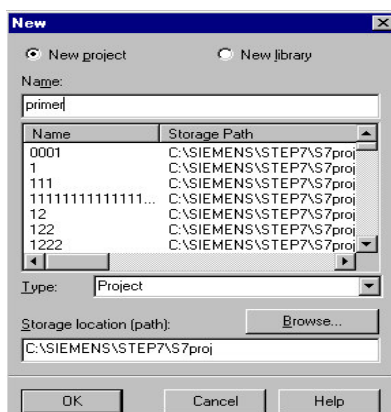 New
New project New library
Name:
primer
Name Storage Path
0001 C:\SIEMENS\STEP7\S7proj
1 C:\SIEMENS\STEP7\S7proj
111 C:\SIEMENS\STEP7\S7proj
11111111111111... C:\SIEMENS\STEP7\S7proj
12 C:\SIEMENS\STEP7\S7proj
122 C:\SIEMENS\STEP7\S7proj
1222 C:\SIEMENS\STEP7\S7proj
Type: Project
Storage location (path): Browse...
C:\SIEMENS\STEP7\S7proj
OK Cancel Help